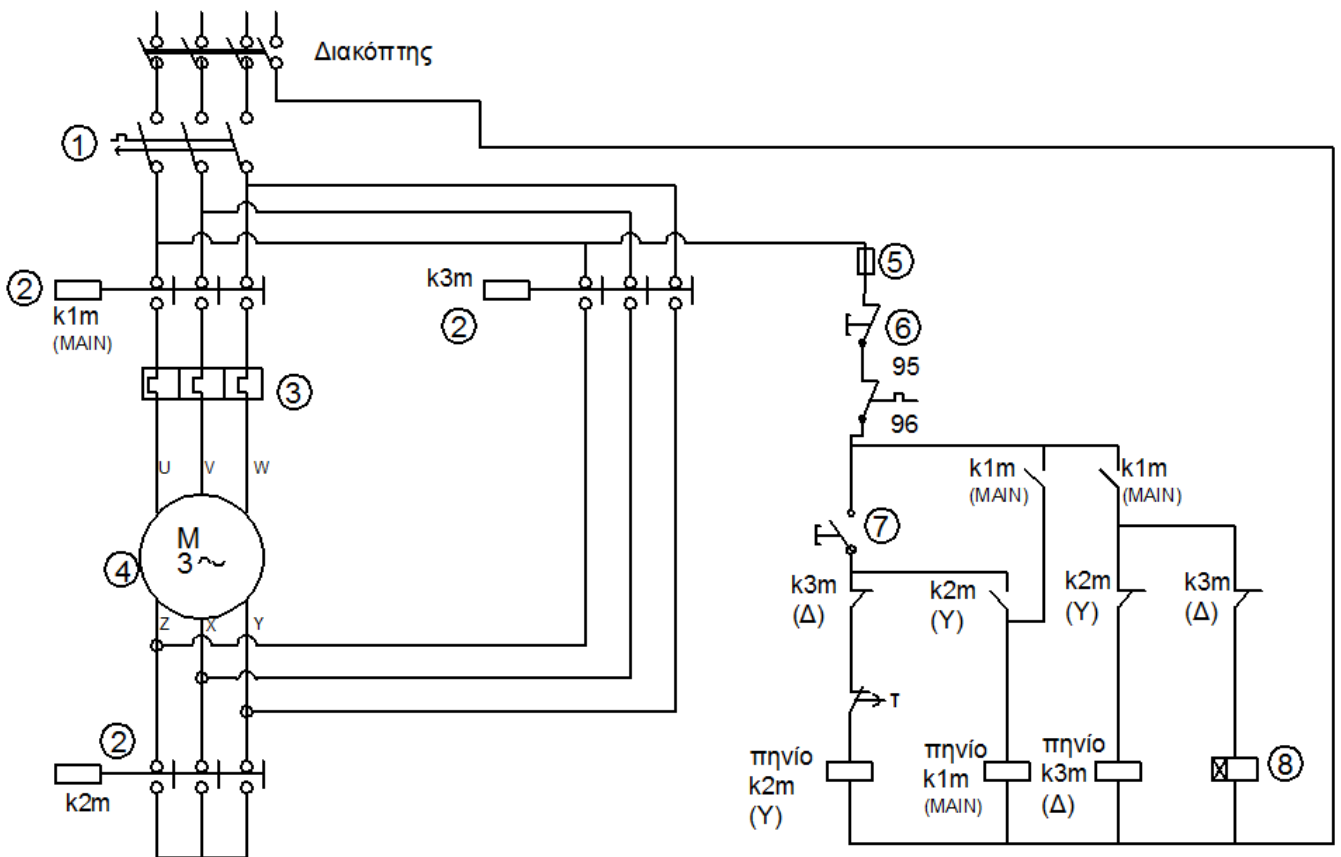 Διακόπτης
1
2
k1m
(MAIN)
k3m
2
5
6
3
95
96
U V W
k1m
(MAIN)
k1m
(MAIN)
M
3~
4
7
k3m
(Δ)
k2m
(Υ)
k2m
(Υ)
k3m
(Δ)
Z X Y
T
2
k2m
πηνίο
k2m
(Υ)
πηνίο
k1m
(MAIN)
πηνίο
k3m
(Δ)
8